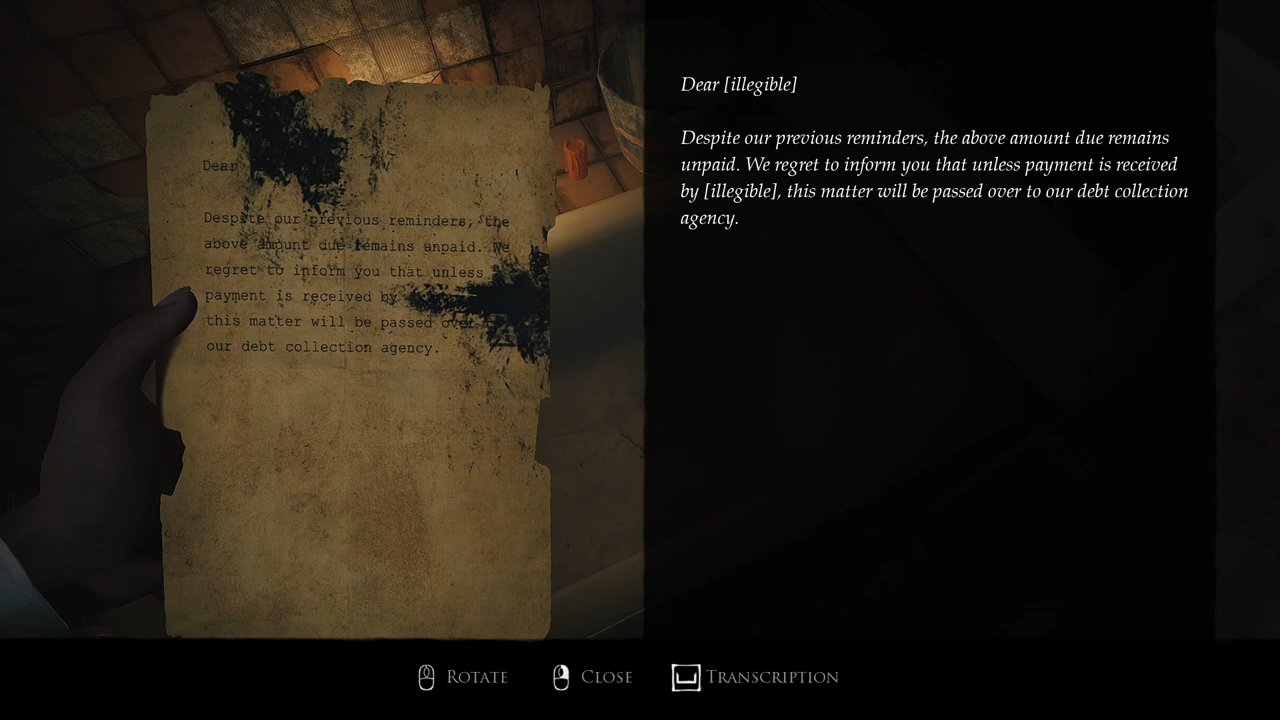 Dear
Despite our previous reminders, the
above amount due remains unpaid. We
regret to inform you that unless
payment is received by
this matter will be passed over
our debt collection agency.
Dear [illegible]
Despite our previous reminders, the above amount due remains
unpaid. We regret to inform you that unless payment is received
by [illegible], this matter will be passed over to our debt collection
agency.
Rotate
Close
Transcription